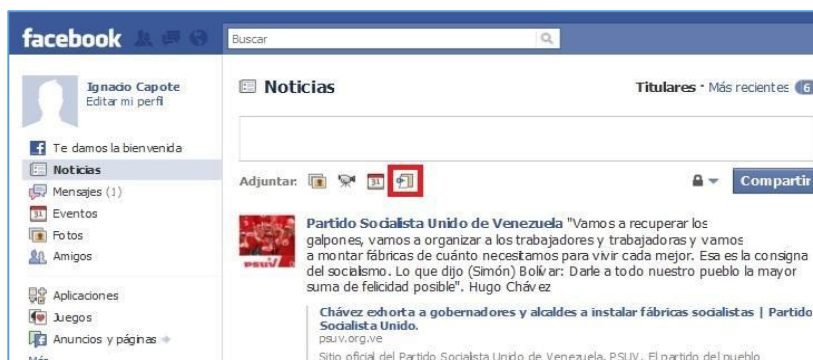 facebook
Buscar
Ignacio Capote
Editar mi perfil
Te damos la bienvenida
Noticias
Mensajes (1)
31 Eventos
Fotos
Amigos
Aplicaciones
Juegos
Anuncios y páginas
Noticias
Titulares · Más recientes 6
Adjuntar: 31
Compartir
PSUV
Partido Socialista Unido de Venezuela "Vamos a recuperar los
galpones, vamos a organizar a los trabajadores y trabajadoras y vamos
a montar fábricas de cuánto necesitamos para vivir cada mejor. Esa es la consigna
del socialismo. Lo que dijo (Simón) Bolívar: Darle a todo nuestro pueblo la mayor
suma de felicidad posible". Hugo Chávez
Chávez exhorta a gobernadores y alcaldes a instalar fábricas socialistas | Partido
Socialista Unido.
psuv.org.ve
Sitio oficial del Partido Socialista Unido de Venezuela, PSUV. El partido del pueblo